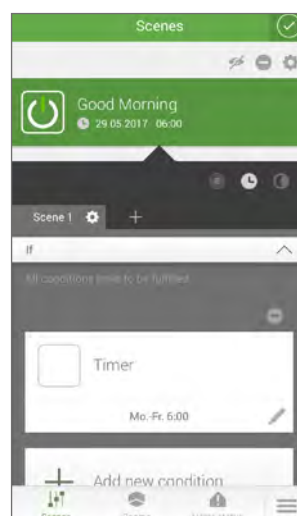 Scenes
Good Morning
29.05.2017 06:00
Scene 1
If
All conditions have to be fulfilled
Timer
Mo.-Fr. 6:00
Add new condition
Scenes